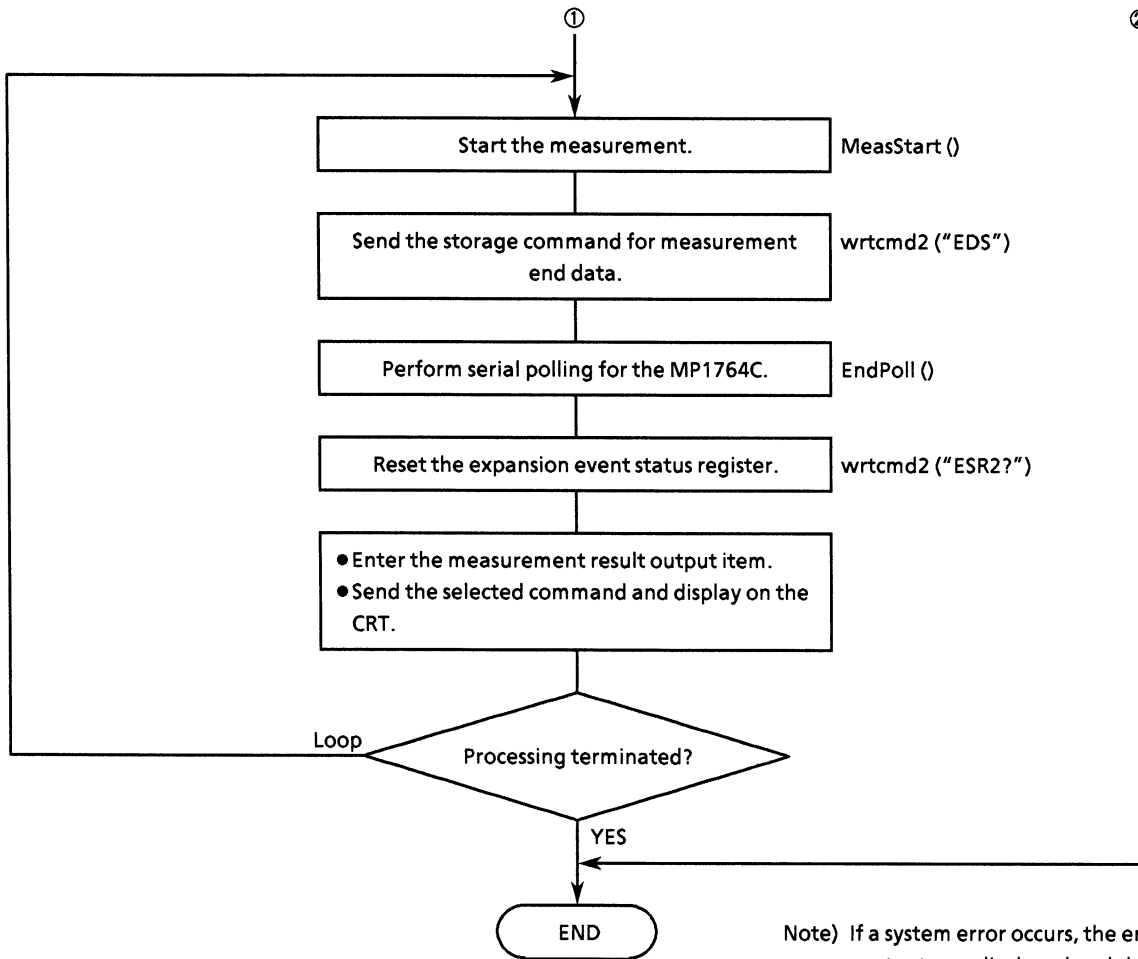 ①
Start the measurement. MeasStart ()
Send the storage command for measurement wrtcmd2 (“EDS”)
end data.
Perform serial polling for the MP1764C. EndPoll ()
Reset the expansion event status register. wrtcmd2 (“ESR2?”)
● Enter the measurement result output item.
● Send the selected command and display on the
CRT.
Loop
Processing terminated?
YES
END
Note) If a system error occurs, the